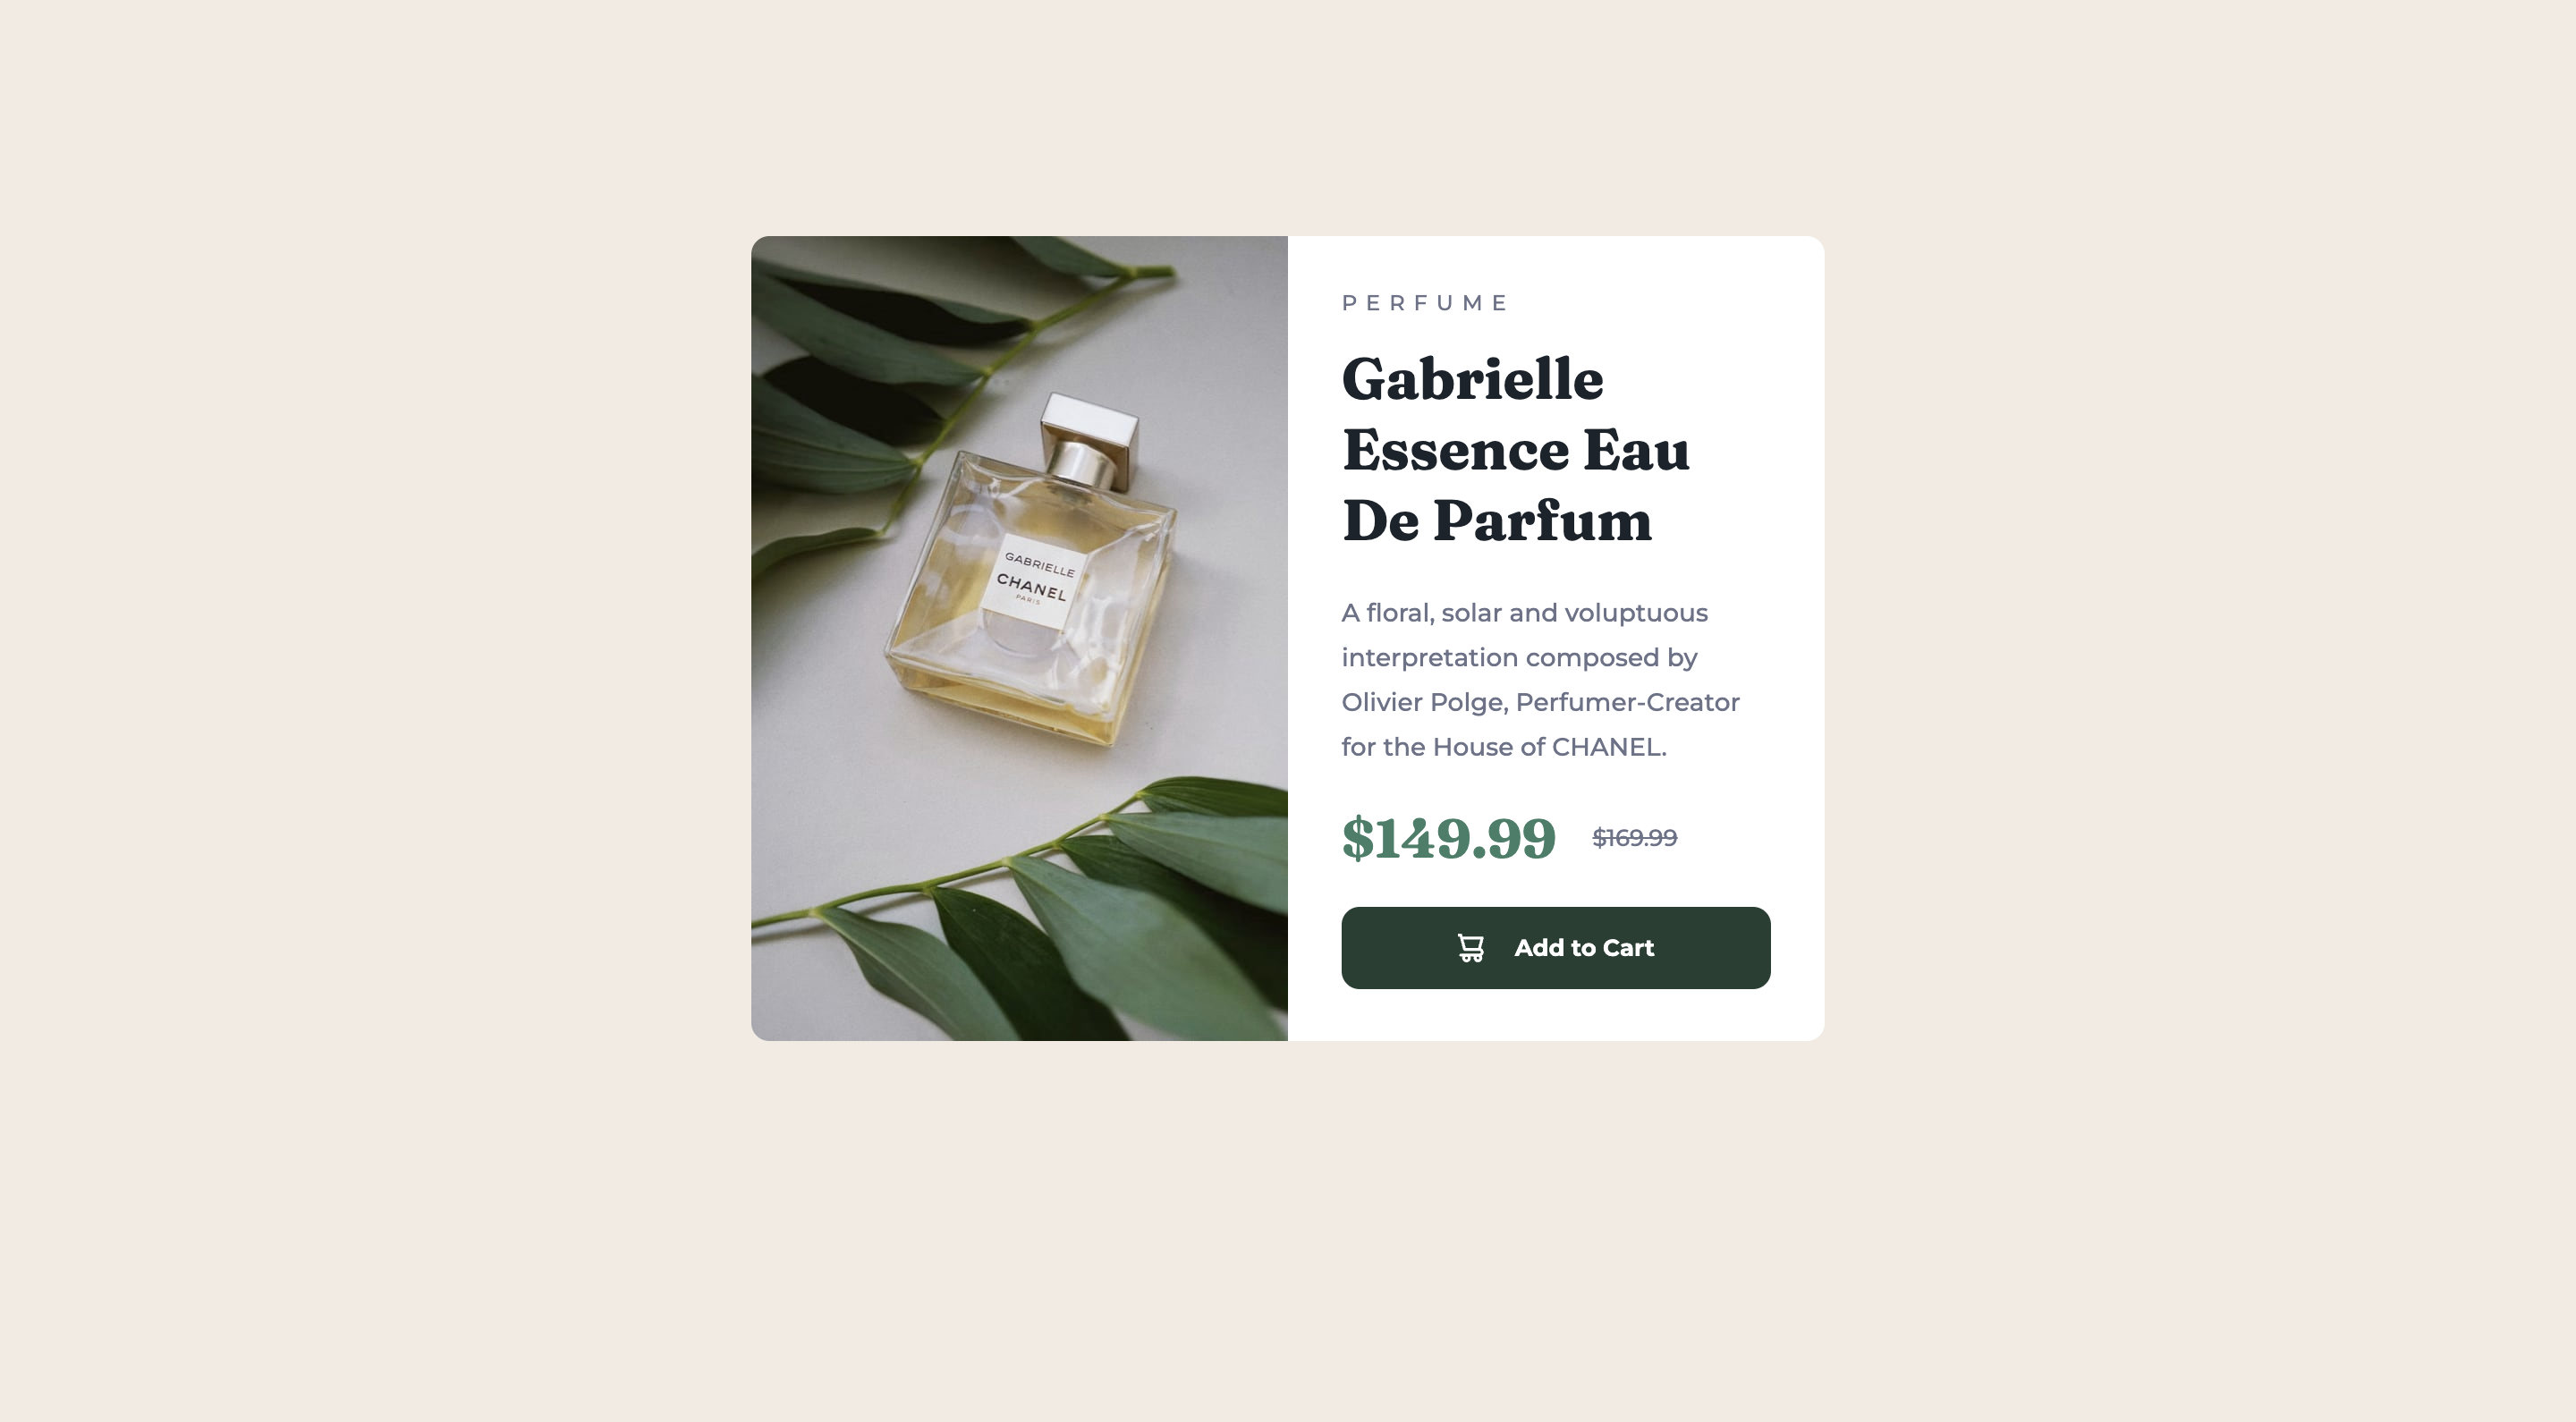 GABRIELLE
CHANEL
PARIS
PERFUME
Gabrielle
Essence Eau
De Parfum
A floral, solar and voluptuous
interpretation composed by
Olivier Polge, Perfumer-Creator
for the House of CHANEL.
$149.99 $169.99
Add to Cart